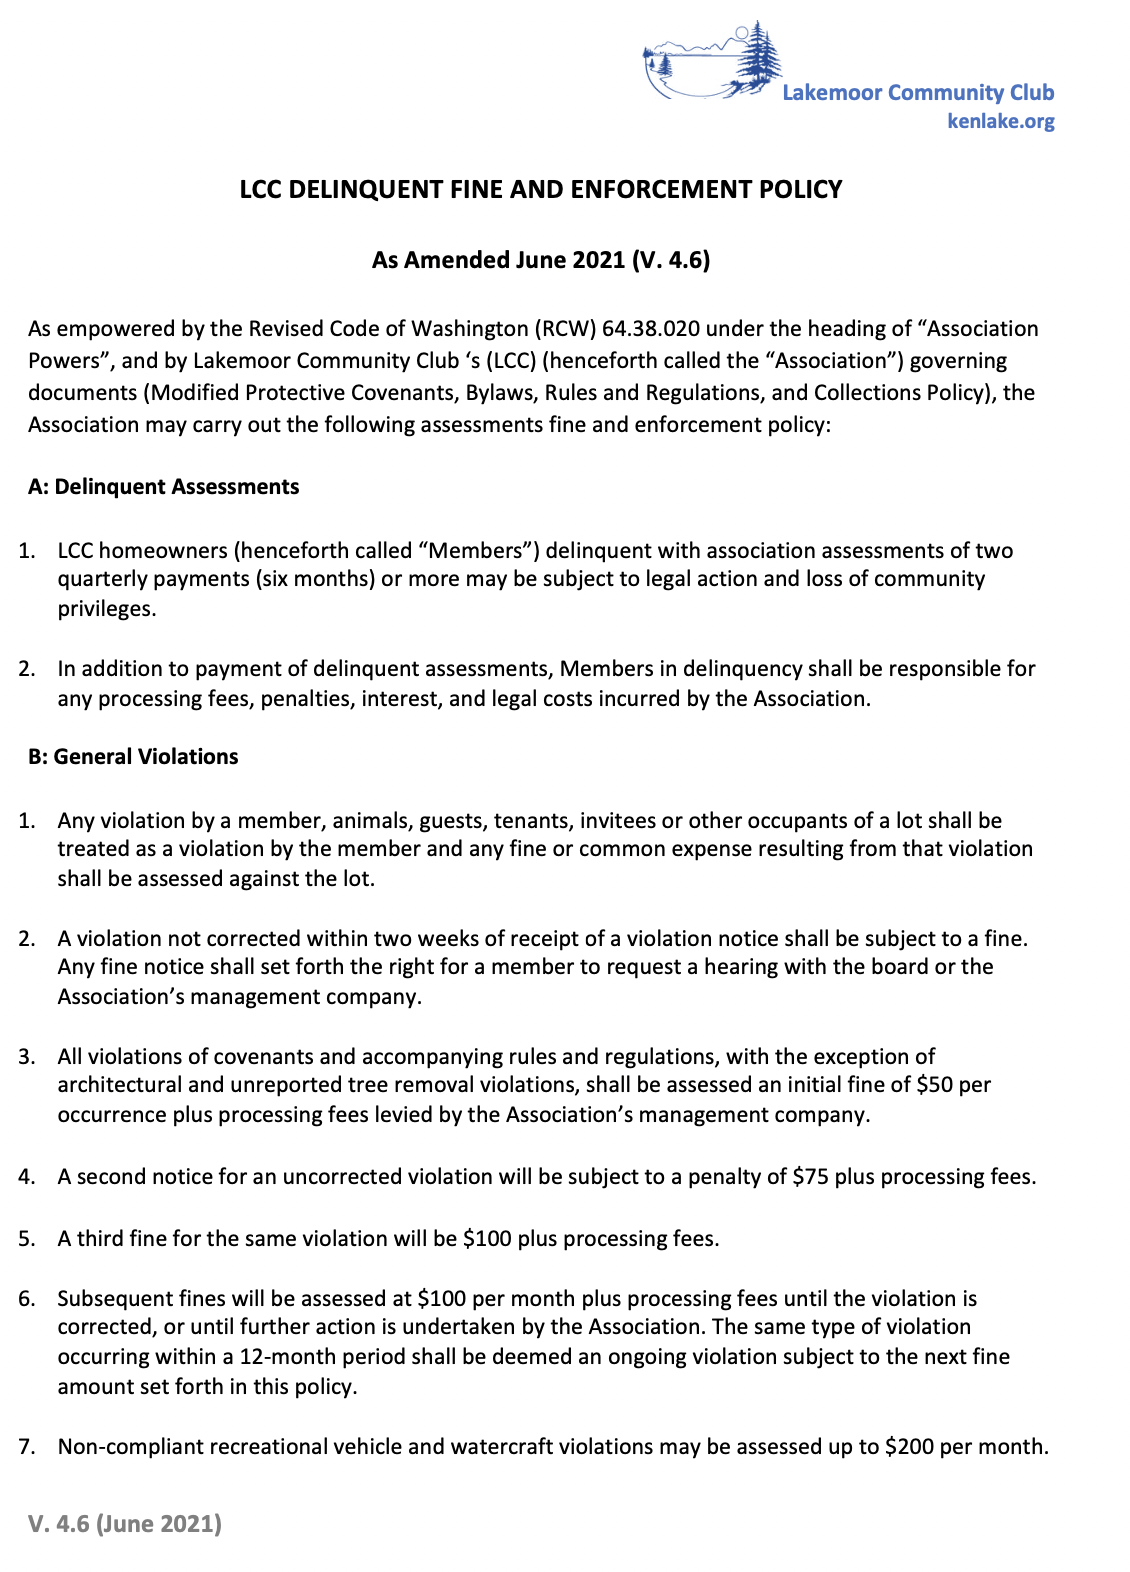 Lakemoor Community Club
kenlake.org
LCC DELINQUENT FINE AND ENFORCEMENT POLICY
As Amended June 2021 (V. 4.6)
As empowered by the Revised Code of Washington (RCW) 64.38.020 under the heading of “Association
Powers”, and by Lakemoor Community Club ‘s (LCC) (henceforth called the “Association”) governing
documents (Modified Protective Covenants, Bylaws, Rules and Regulations, and Collections Policy), the
Association may carry out the following assessments fine and enforcement policy:
A: Delinquent Assessments
1. LCC homeowners (henceforth called “Members”) delinquent with association assessments of two
quarterly payments (six months) or more may be subject to legal action and loss of community
privileges.
2. In addition to payment of delinquent assessments, Members in delinquency shall be responsible for
any processing fees, penalties, interest, and legal costs incurred by the Association.
B: General Violations
1. Any violation by a member, animals, guests, tenants, invitees or other occupants of a lot shall be
treated as a violation by the member and any fine or common expense resulting from that violation
shall be assessed against the lot.
2. A violation not corrected within two weeks of receipt of a violation notice shall be subject to a fine.
Any fine notice shall set forth the right for a member to request a hearing with the board or the
Association’s management company.
3. All violations of covenants and accompanying rules and regulations, with the exception of
architectural and unreported tree removal violations, shall be assessed an initial fine of $50 per
occurrence plus processing fees levied by the Association’s management company.
4. A second notice for an uncorrected violation will be subject to a penalty of $75 plus processing fees.
5. A third fine for the same violation will be $100 plus processing fees.
6. Subsequent fines will be assessed at $100 per month plus processing fees until the violation is
corrected, or until further action is undertaken by the Association. The same type of violation
occurring within a 12-month period shall be deemed an ongoing violation subject to the next fine
amount set forth in this policy.
7. Non-compliant recreational vehicle and watercraft violations may be assessed up to $200 per month.
V. 4.6 (June 2021)